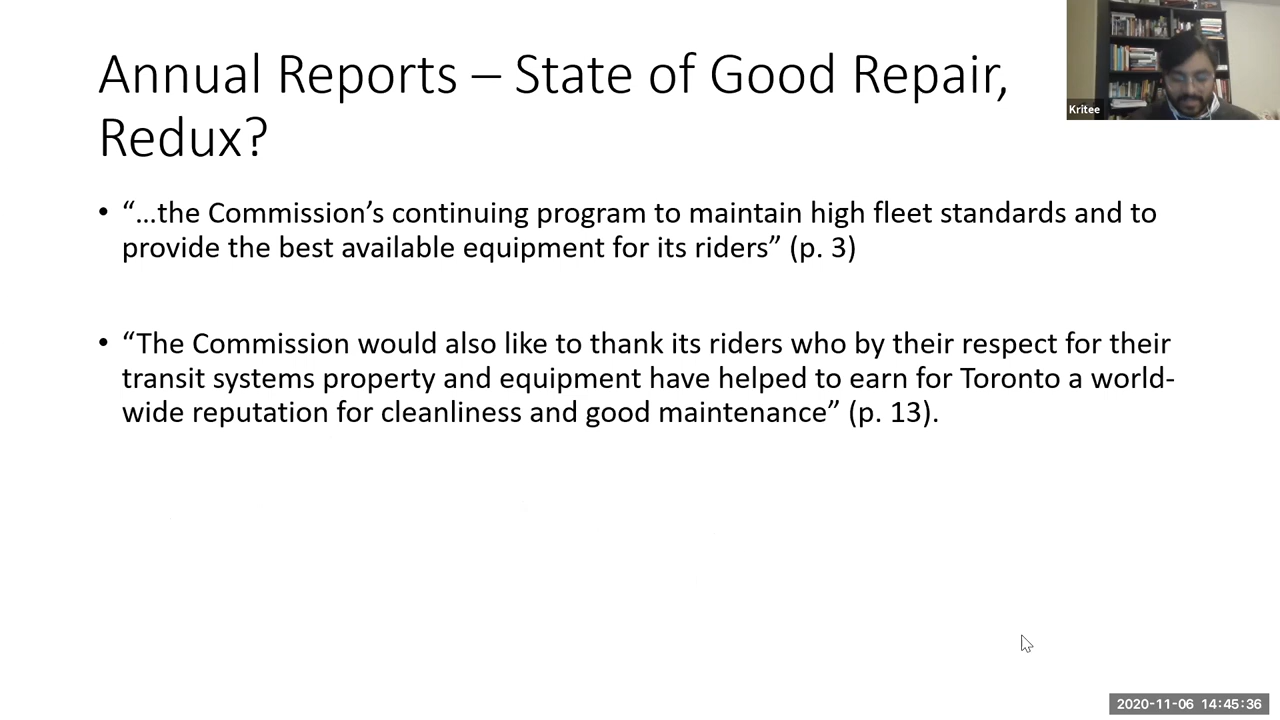 Annual Reports – State of Good Repair,
Redux?
Kritee
• “…the Commission’s continuing program to maintain high fleet standards and to
provide the best available equipment for its riders” (p. 3)
• “The Commission would also like to thank its riders who by their respect for their
transit systems property and equipment have helped to earn for Toronto a world-
wide reputation for cleanliness and good maintenance” (p. 13).
2020-11-06 14:45:36